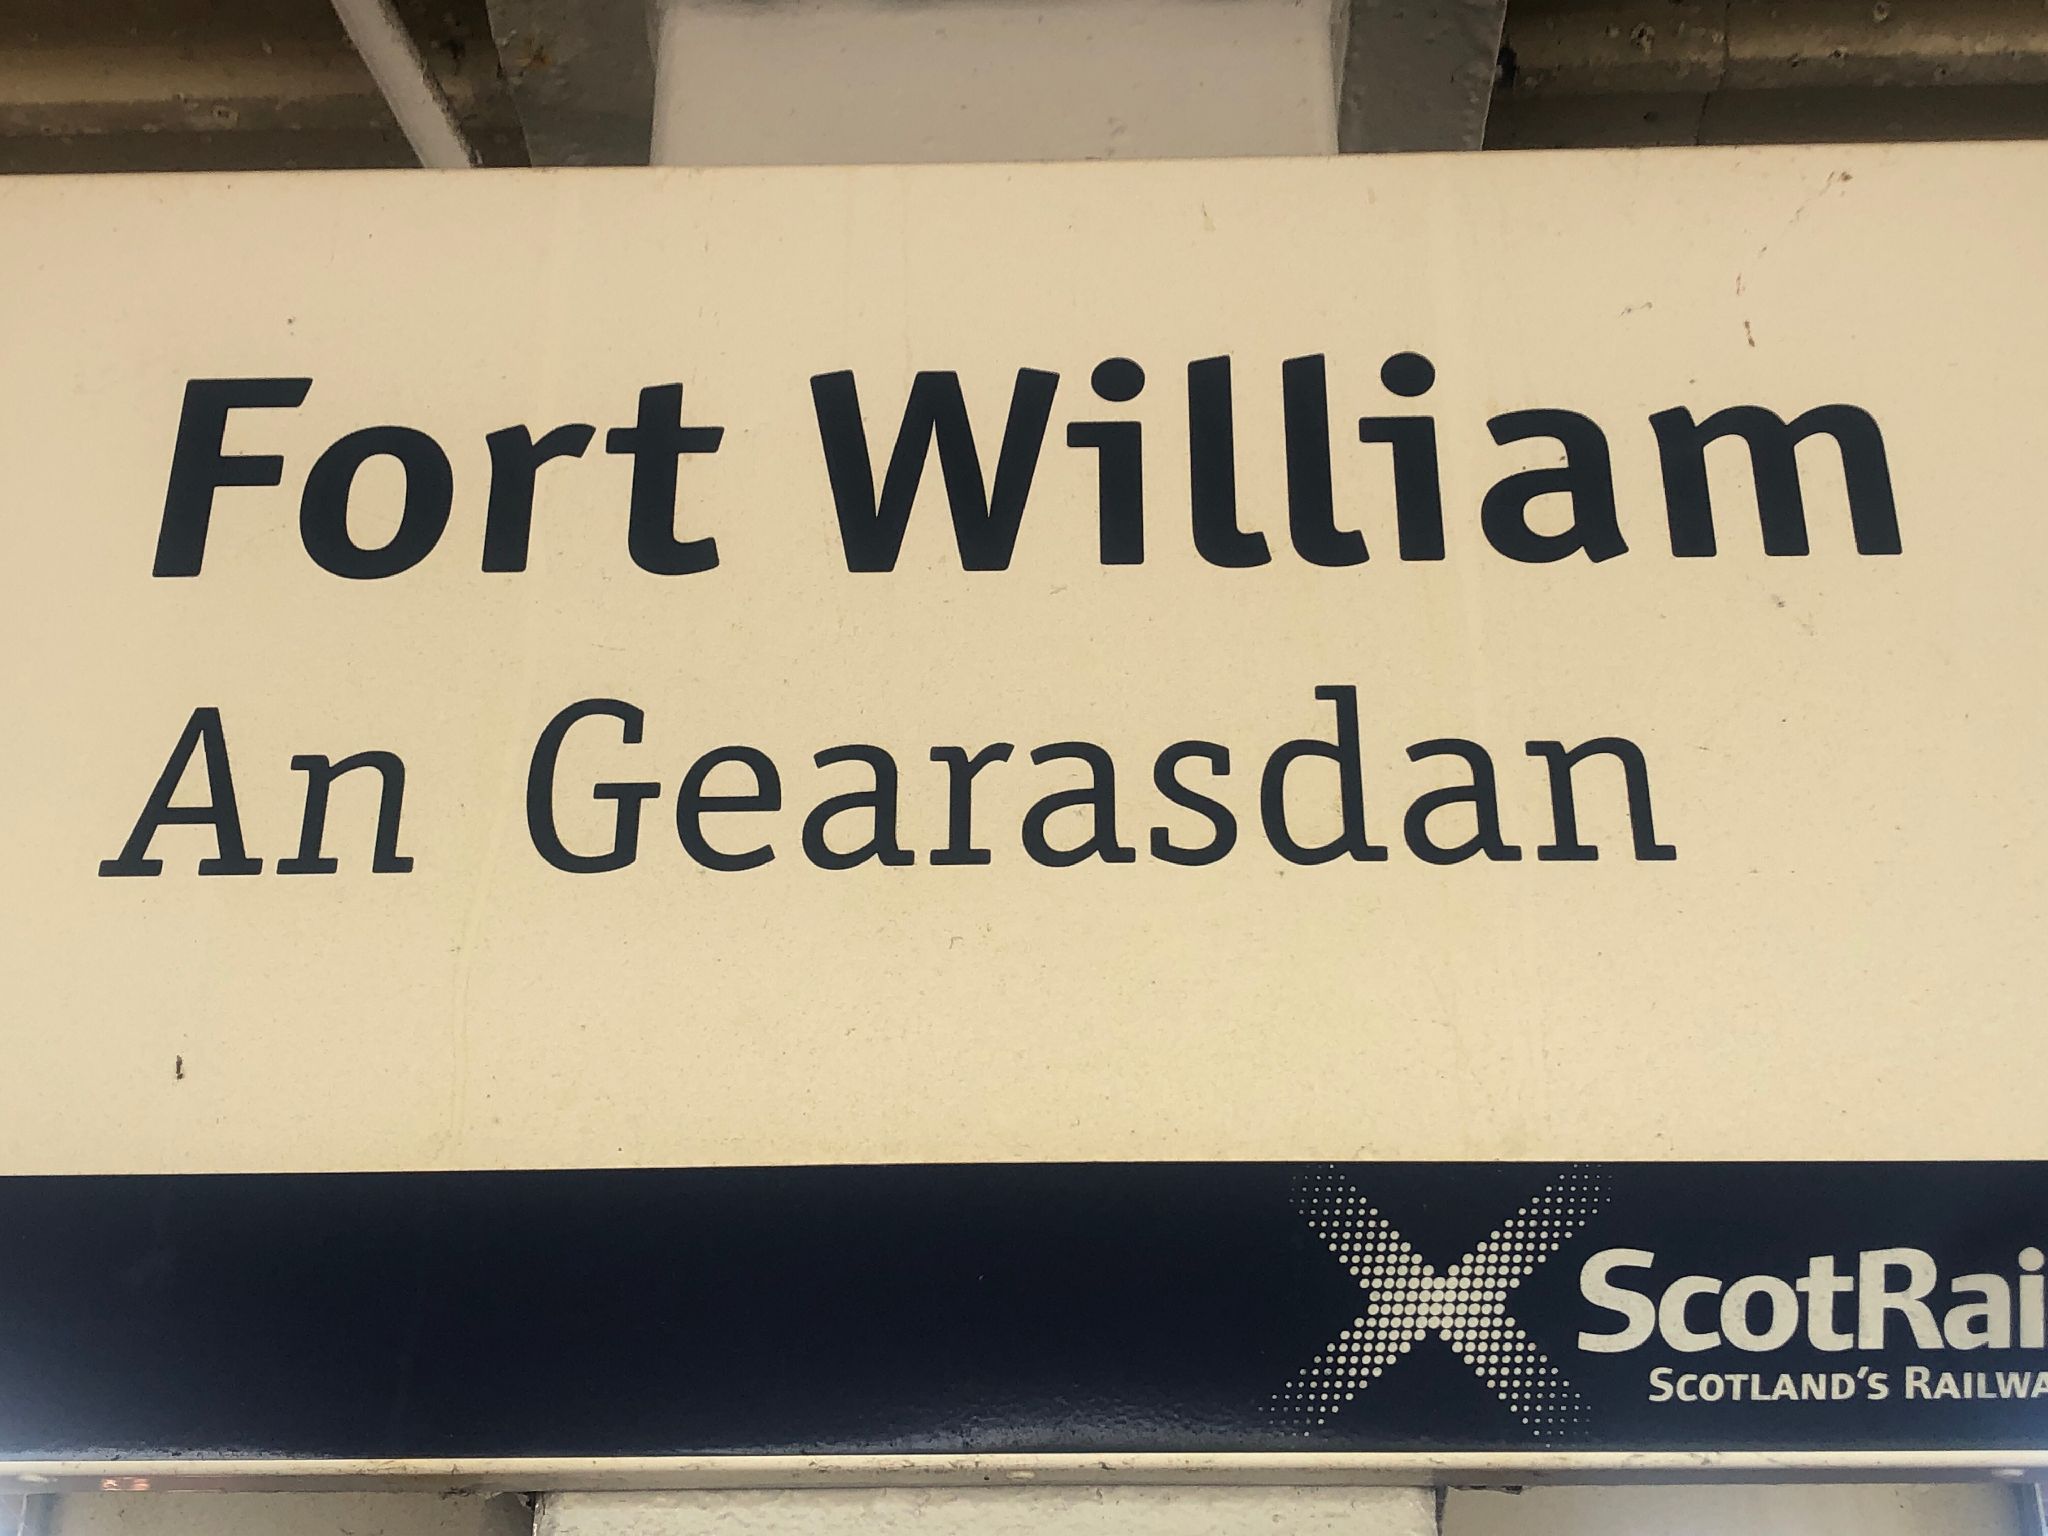 Fort William
An Gearasdan
ScotRai
SCOTLAND'S RAILWA